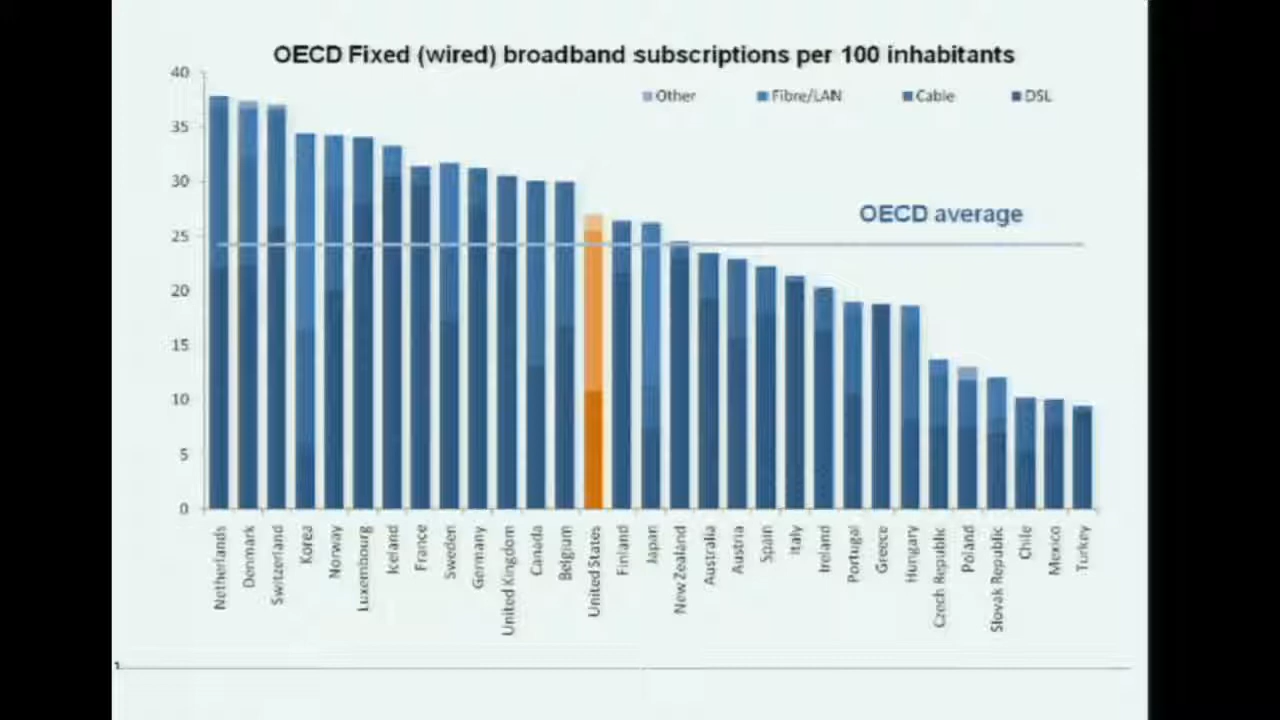 OECD Fixed (wired) broadband subscriptions per 100 inhabitants
40
35
30
25
20
15
10
5
0
Other Fibre/LAN Cable DSL
OECD average
Netherlands
Denmark
Switzerland
Korea
Norway
Luxembourg
Iceland
France
Sweden
Germany
United Kingdom
Canada
Belgium
United States
Finland
Japan
New Zealand
Australia
Austria
Spain
Italy
Ireland
Portugal
Greece
Hungary
Czech Republic
Poland
Slovak Republic
Chile
Mexico
Turkey